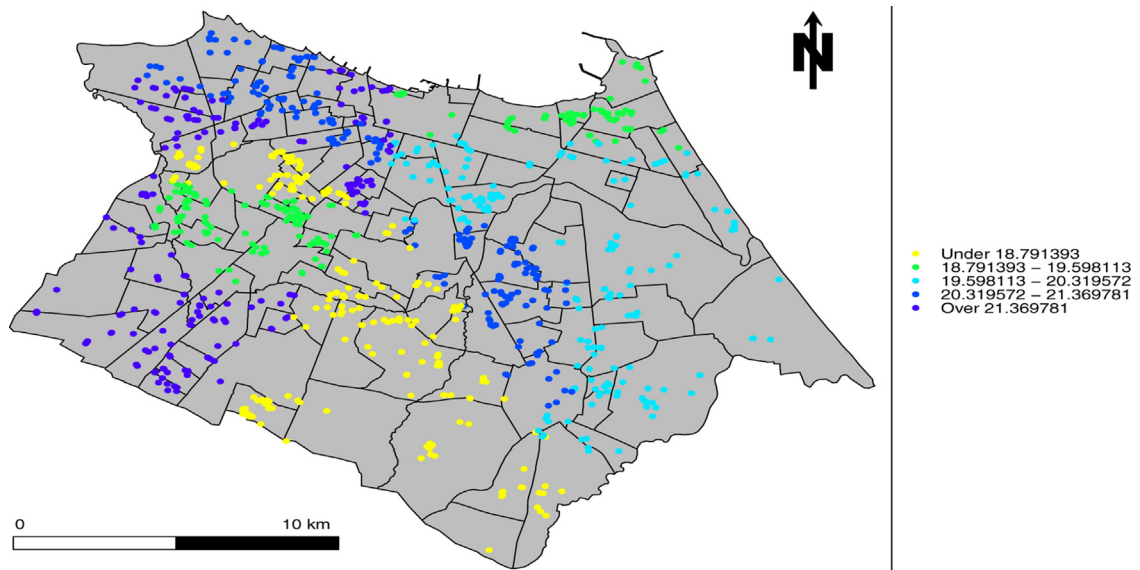 N
Under 18.791393
18.791393 – 19.598113
19.598113 – 20.319572
20.319572 – 21.369781
Over 21.369781
0
10 km